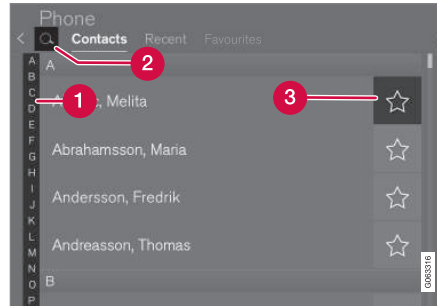 Phone
Contacts Recent Favourites
A
Melita
Abrahamsson, Maria
Andersson, Fredrik
Andreasson, Thomas
B
A
B
C
D
E
F
G
H
I
J
K
L
M
N
O
P
1
2
3
G063316